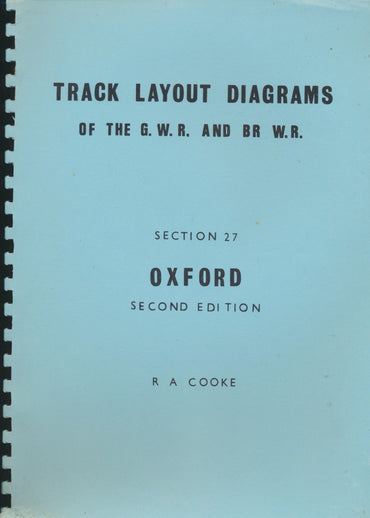 TRACK LAYOUT DIAGRAMS
OF THE G.W.R. AND BR W.R.
SECTION 27
OXFORD
SECOND EDITION
R A COOKE